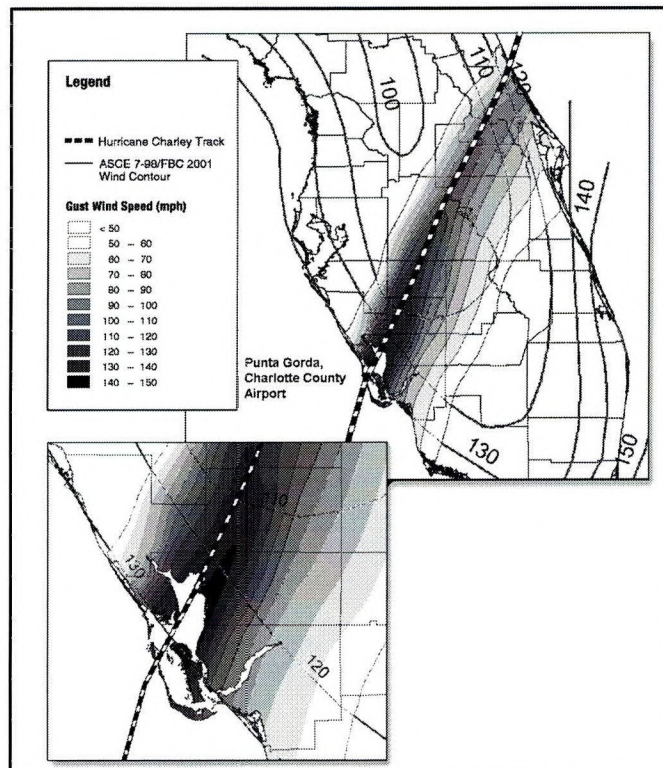 Legend
Hurricane Charley Track
ASCE 7-98/FBC 2001
Wind Contour
Gust Wind Speed (mph)
< 50
50 – 60
60 – 70
70 – 80
80 – 90
90 – 100
100 – 110
110 – 120
120 – 130
130 – 140
140 – 150
100
110
120
140
Punta Gorda,
Charlotte County
Airport
130
150
110
130
120